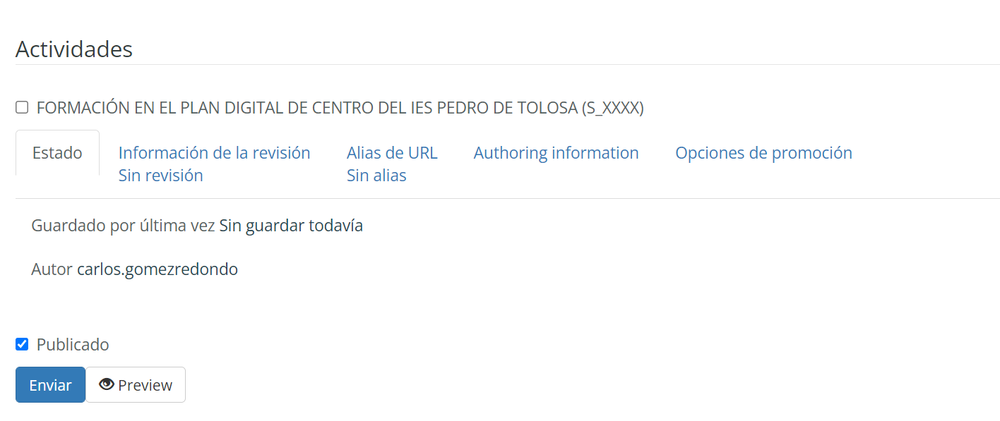 Actividades
FORMACIÓN EN EL PLAN DIGITAL DE CENTRO DEL IES PEDRO DE TOLOSA (S_XXXX)
Estado
Información de la revisión
Sin revisión
Alias de URL
Sin alias
Authoring information
Opciones de promoción
Guardado por última vez Sin guardar todavía
Autor carlos.gomezredondo
Publicado
Enviar
Preview